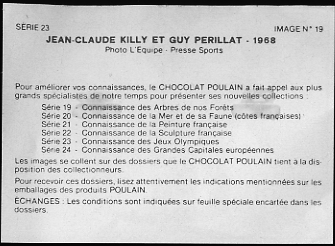 SÉRIE 23 IMAGE N° 19
JEAN-CLAUDE KILLY ET GUY PERILLAT - 1968
Photo L'Équipe - Presse Sports
Pour améliorer vos connaissances, le CHOCOLAT POULAIN a fait appel aux plus
grands spécialistes de notre temps pour présenter ses nouvelles collections :
Série 19 - Connaissance des Arbres de nos Forêts
Série 20 - Connaissance de la Mer et de sa Faune (côtes françaises)
Série 21 - Connaissance de la Peinture française
Série 22 - Connaissance de la Sculpture française
Série 23 - Connaissance des Jeux Olympiques
Série 24 - Connaissance des Grandes Capitales européennes
Les images se collent sur des dossiers que le CHOCOLAT POULAIN tient à la dis-
position des collectionneurs.
Pour recevoir ces dossiers, lisez attentivement les indications mentionnées sur les
emballages des produits POULAIN.
ÉCHANGES : Les conditions sont indiquées sur feuille spéciale encartée dans les
dossiers.